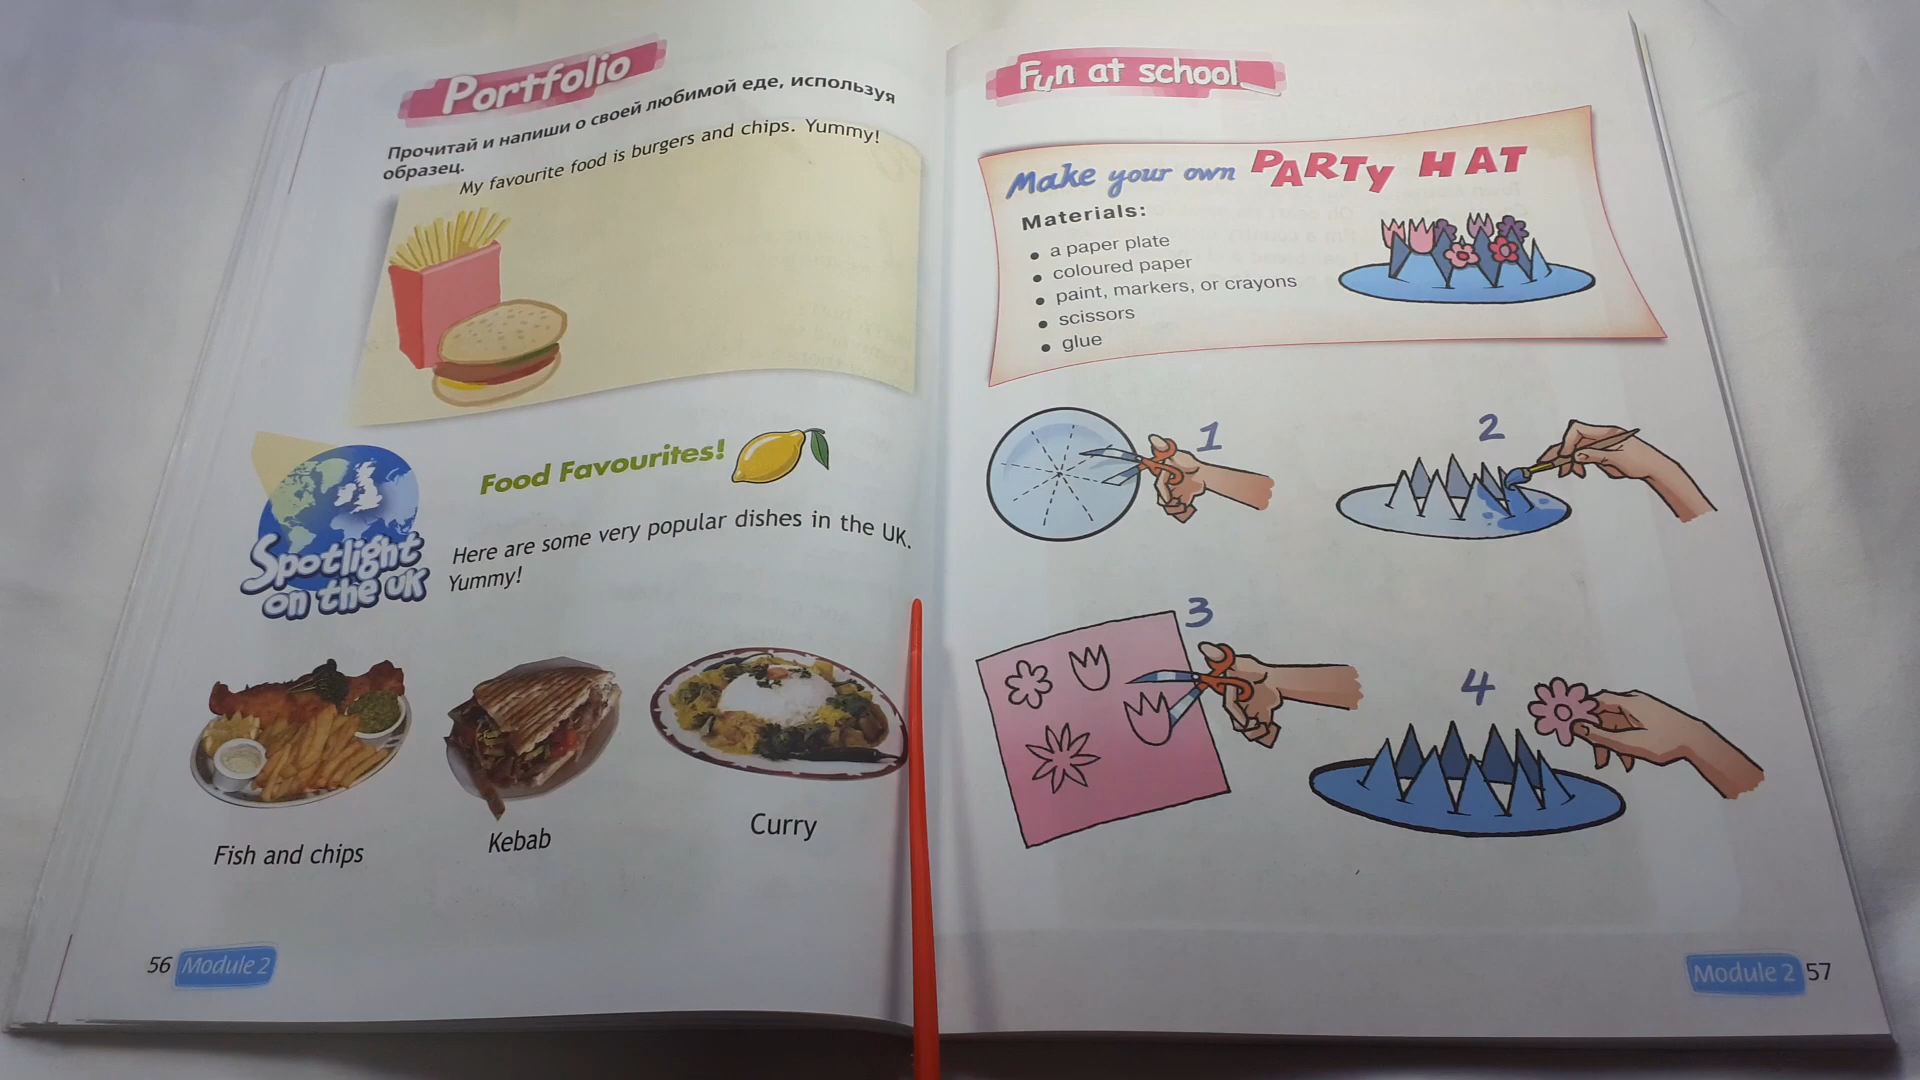 Portfolio
Прочитай и напиши о своей любимой еде, используя
образец.
My favourite food is burgers and chips. Yummy!
Food Favourites!
Spotlight
on the UK
Here are some very popular dishes in the UK.
Yummy!
Fish and chips
Kebab
Curry
56 Module 2
Fun at school
Make your own PARTY HAT
Materials:
• a paper plate
• coloured paper
• paint, markers, or crayons
• scissors
• glue
1
2
3
4
Module 2 57